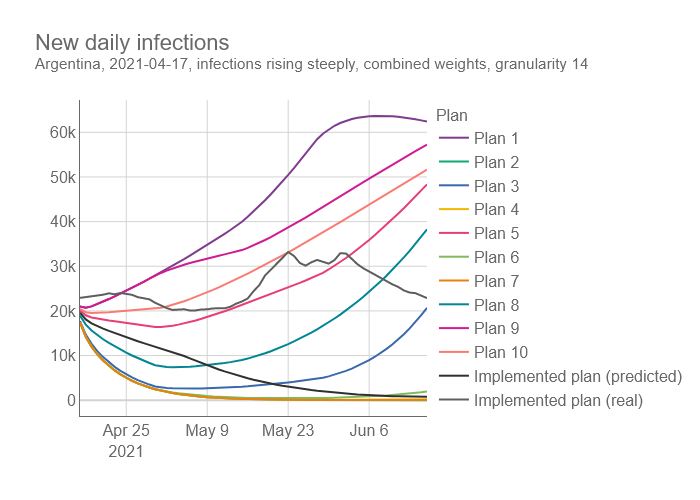 New daily infections
Argentina, 2021-04-17, infections rising steeply, combined weights, granularity 14
60k
50k
40k
30k
20k
10k
0
Apr 25
2021
May 9
May 23
Jun 6
Plan
Plan 1
Plan 2
Plan 3
Plan 4
Plan 5
Plan 6
Plan 7
Plan 8
Plan 9
Plan 10
Implemented plan (predicted)
Implemented plan (real)